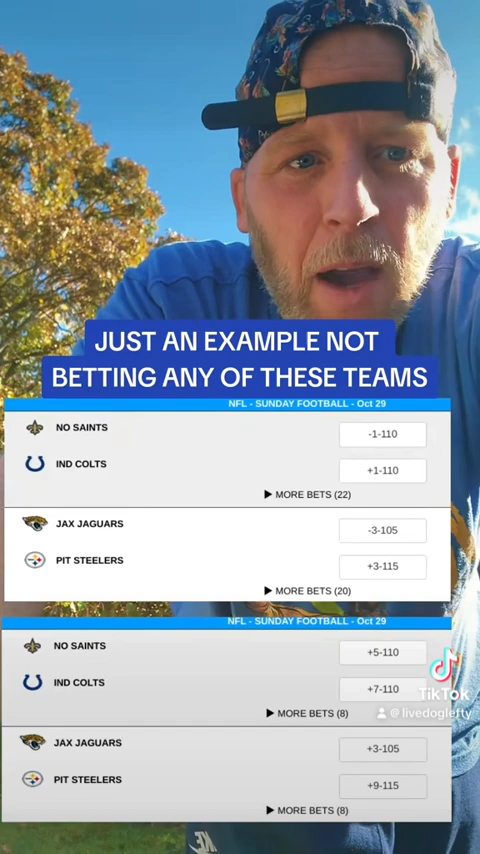 JUST AN EXAMPLE NOT
BETTING ANY OF THESE TEAMS
NFL - SUNDAY FOOTBALL - Oct 29
NO SAINTS -1-110
IND COLTS +1-110
▶ MORE BETS (22)
JAX JAGUARS -3-105
PIT STEELERS +3-115
▶ MORE BETS (20)
NFL - SUNDAY FOOTBALL - Oct 29
NO SAINTS +5-110
IND COLTS +7-110
▶ MORE BETS (8)
JAX JAGUARS +3-105
PIT STEELERS +9-115
▶ MORE BETS (8)
TikTok
@livedoglefty